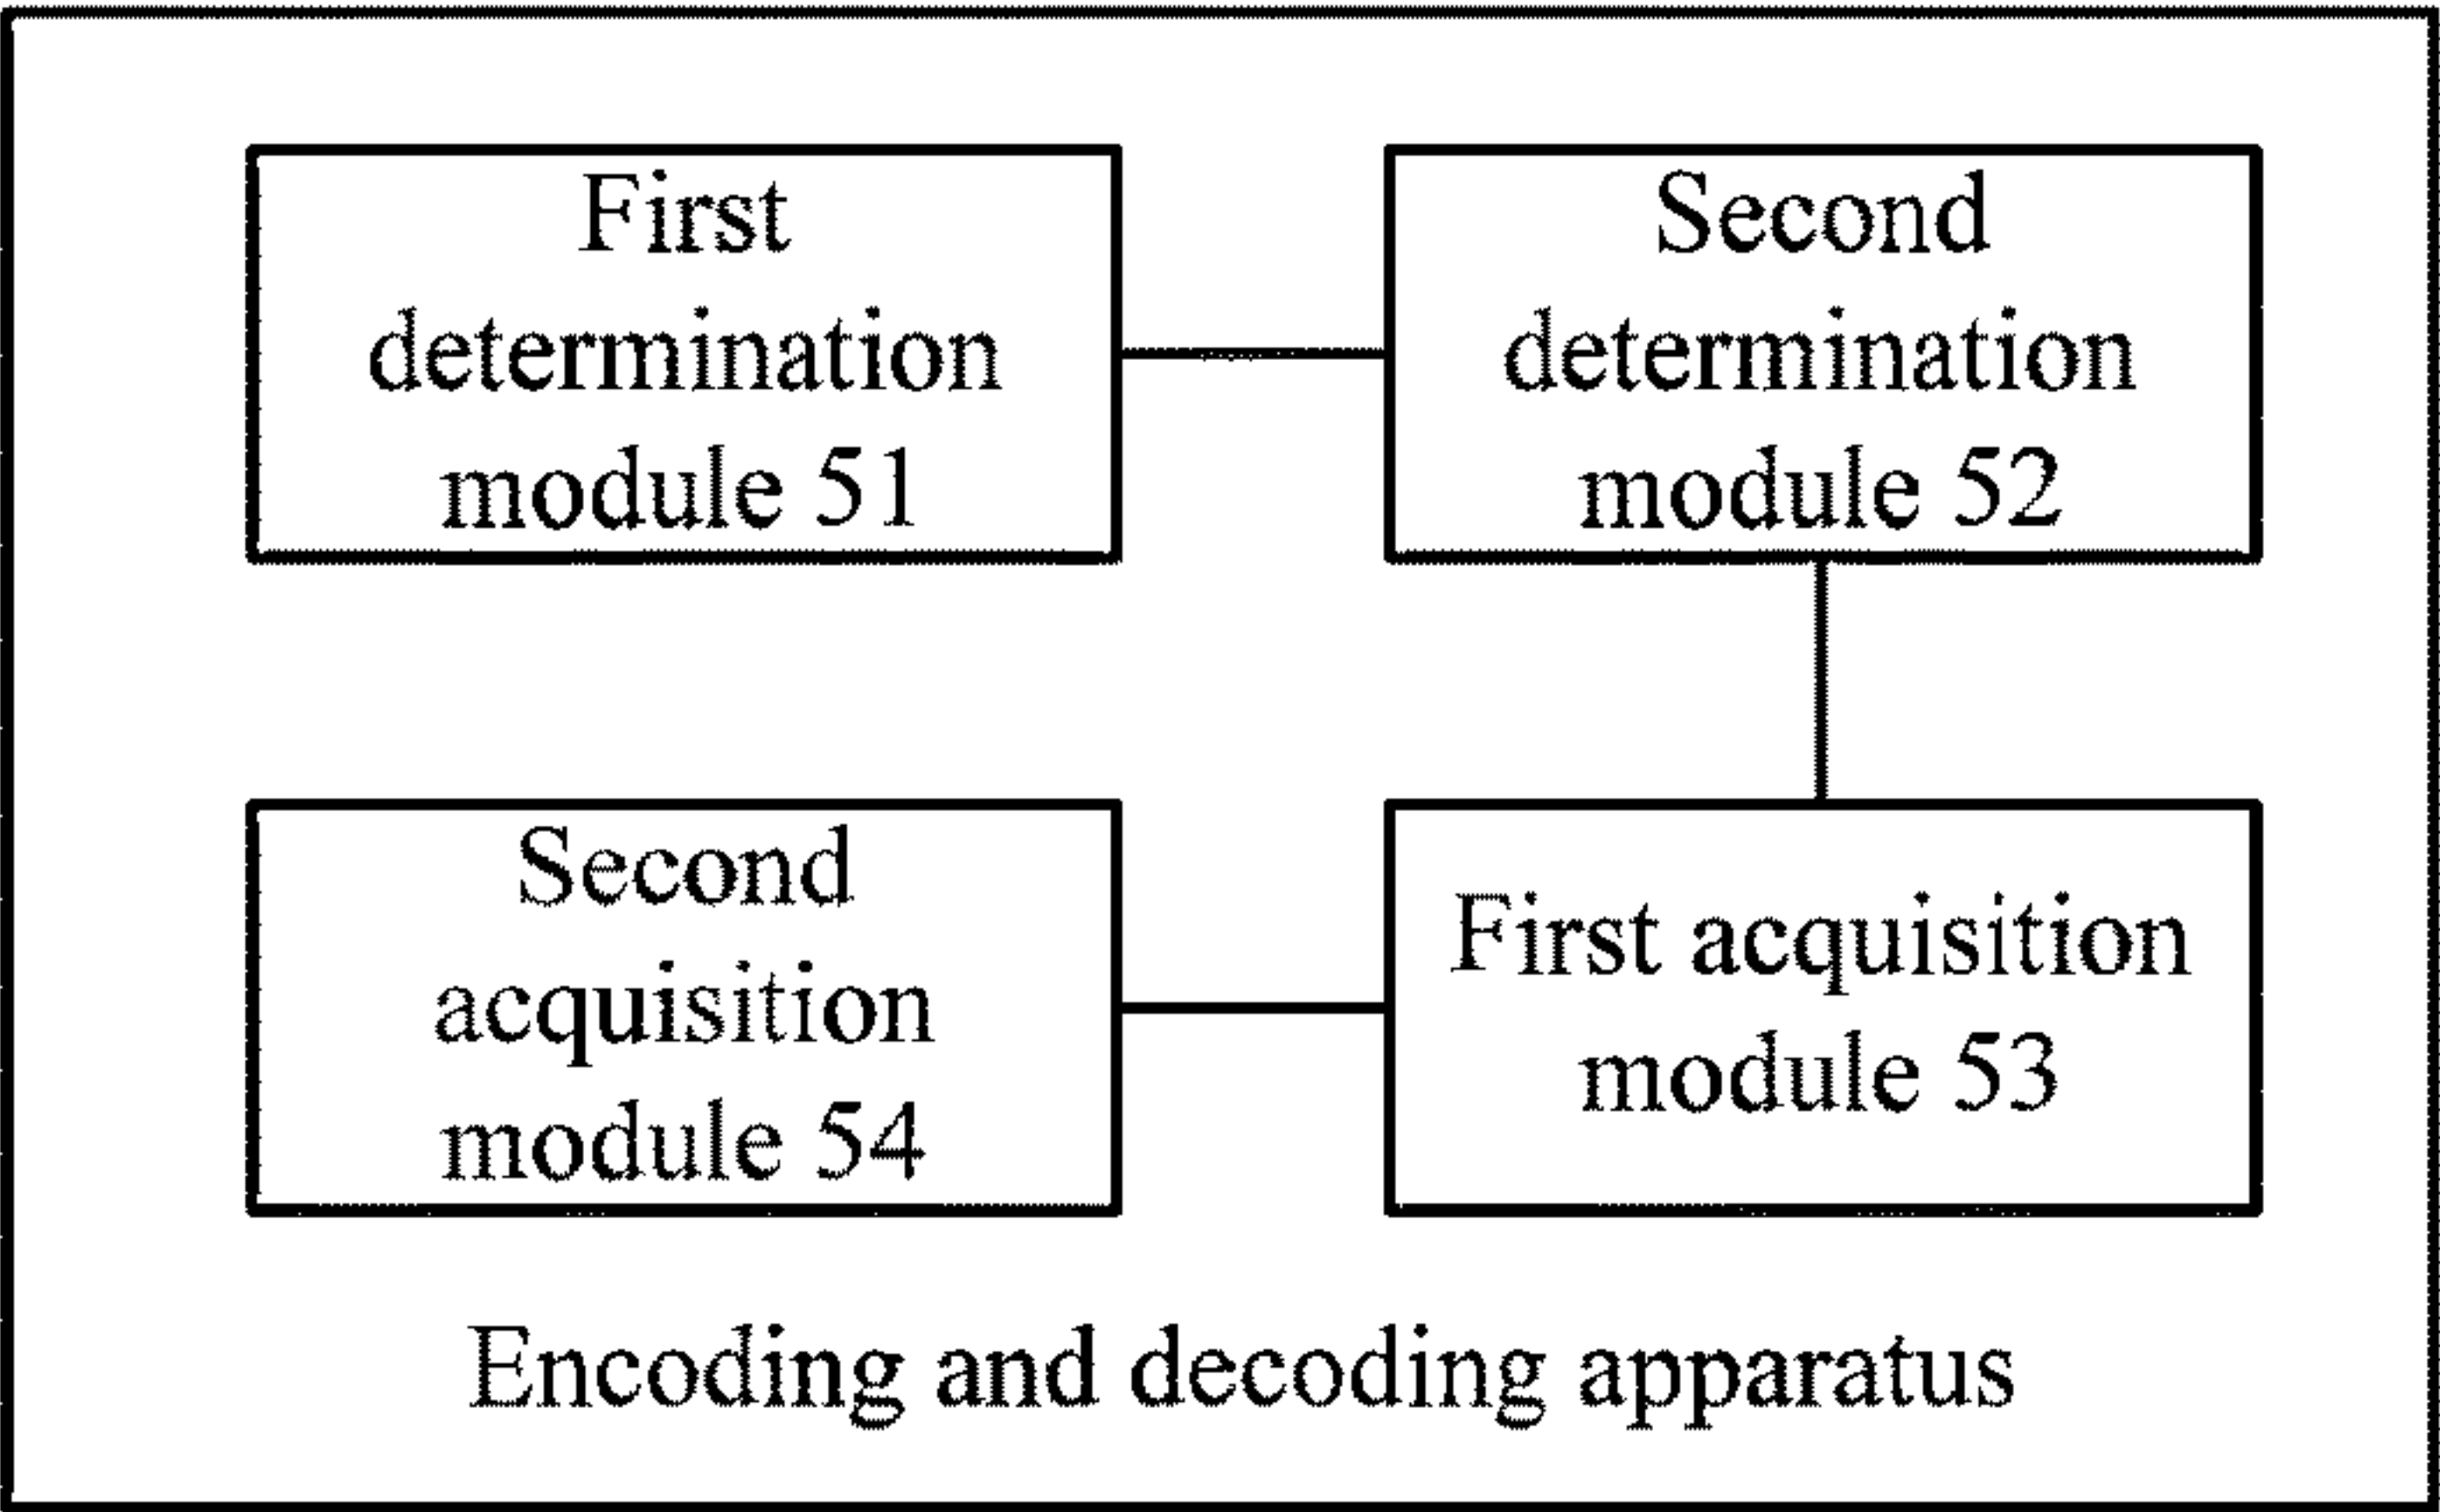 First
determination
module 51
Second
determination
module 52
Second
acquisition
module 54
First acquisition
module 53
Encoding and decoding apparatus